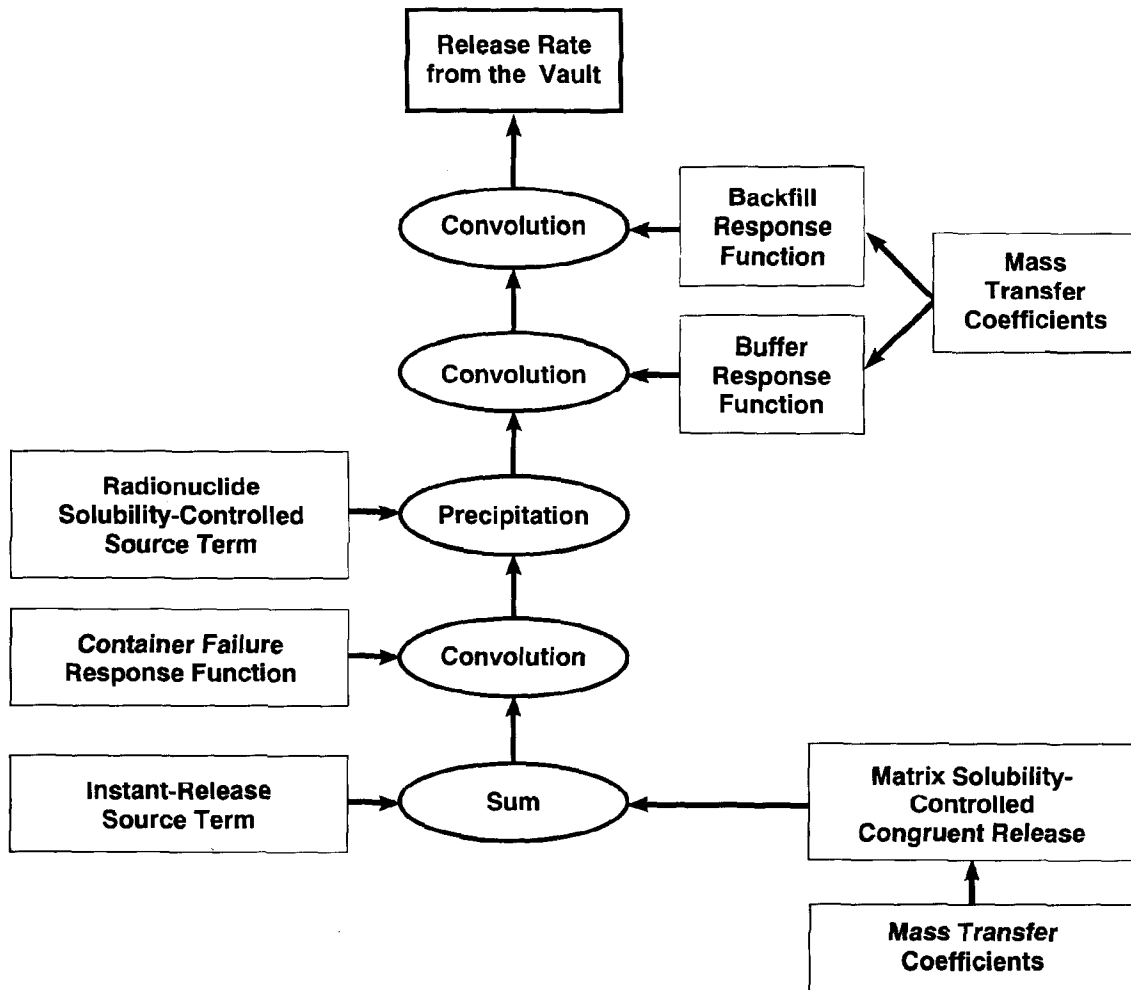 Release Rate
from the Vault
Convolution
Backfill
Response
Function
Mass
Transfer
Coefficients
Convolution
Buffer
Response
Function
Radionuclide
Solubility-Controlled
Source Term
Precipitation
Container Failure
Response Function
Convolution
Instant-Release
Source Term
Sum
Matrix Solubility-
Controlled
Congruent Release
Mass Transfer
Coefficients